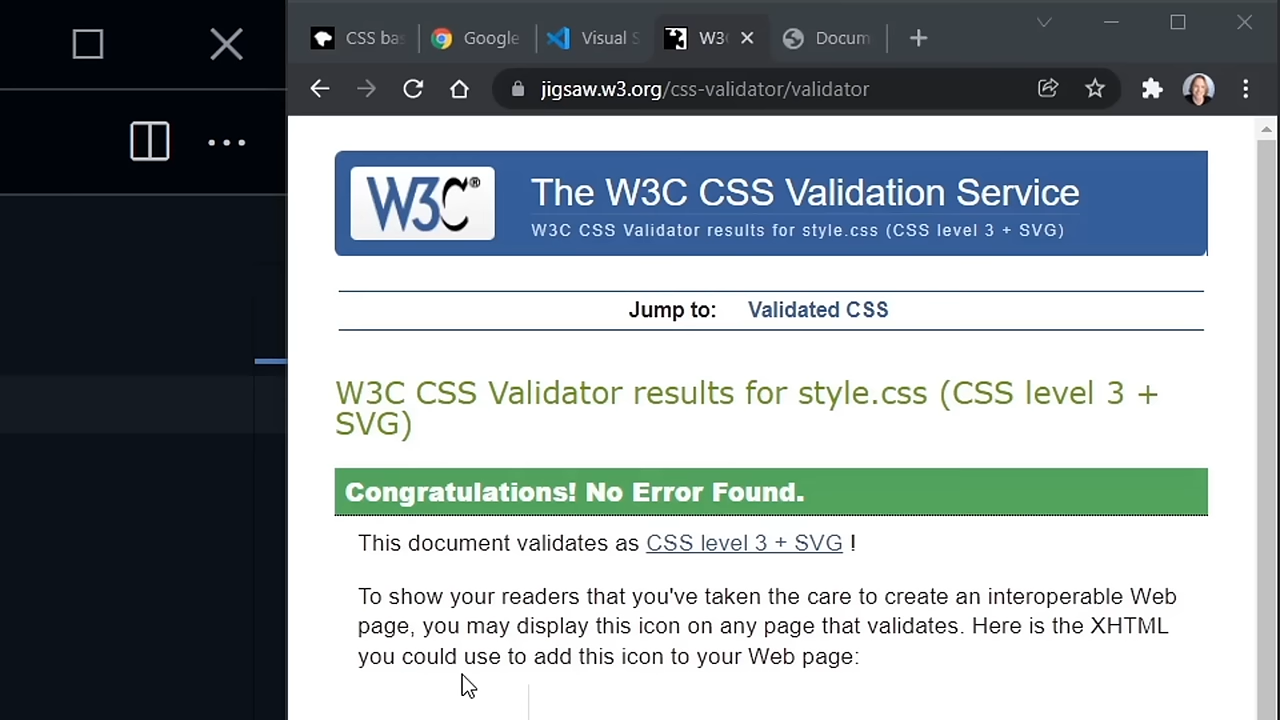 CSS bas
Google
Visual S
W3C
Docum
jigsaw.w3.org/css-validator/validator
W3C®
The W3C CSS Validation Service
W3C CSS Validator results for style.css (CSS level 3 + SVG)
Jump to: Validated CSS
W3C CSS Validator results for style.css (CSS level 3 +
SVG)
Congratulations! No Error Found.
This document validates as CSS level 3 + SVG !
To show your readers that you've taken the care to create an interoperable Web
page, you may display this icon on any page that validates. Here is the XHTML
you could use to add this icon to your Web page: